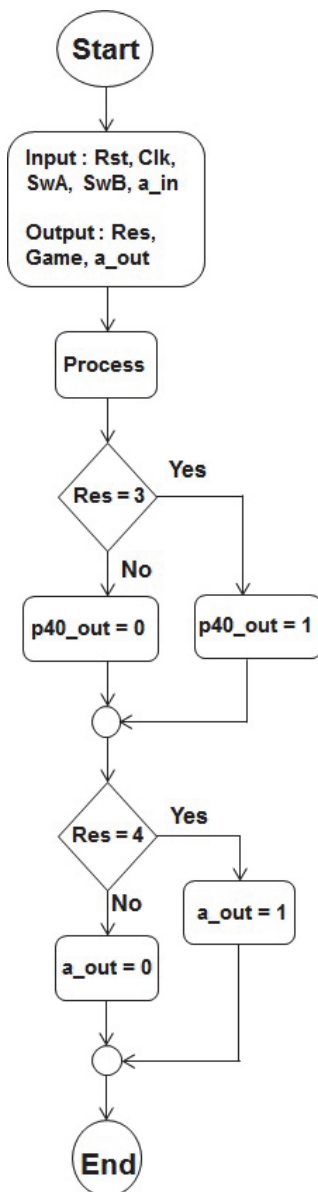 Start
Input : Rst, Clk,
SwA, SwB, a_in
Output : Res,
Game, a_out
Process
Res = 3
Yes
No
p40_out = 0
p40_out = 1
Res = 4
Yes
No
a_out = 1
a_out = 0
End